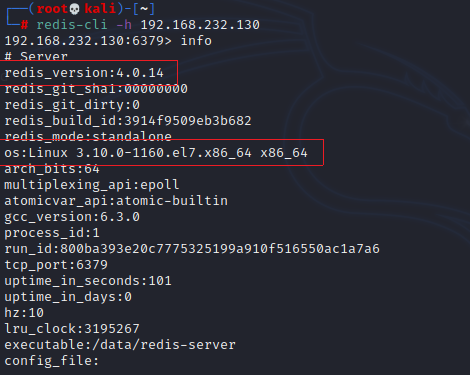 ┌──(root💀kali)-[~]
└─# redis-cli -h 192.168.232.130
192.168.232.130:6379> info
# Server
redis_version:4.0.14
redis_git_sha1:00000000
redis_git_dirty:0
redis_build_id:3914f9509eb3b682
redis_mode:standalone
os:Linux 3.10.0-1160.el7.x86_64 x86_64
arch_bits:64
multiplexing_api:epoll
atomicvar_api:atomic-builtin
gcc_version:6.3.0
process_id:1
run_id:800ba393e20c7775325199a910f516550ac1a7a6
tcp_port:6379
uptime_in_seconds:101
uptime_in_days:0
hz:10
lru_clock:3195267
executable:/data/redis-server
config_file: